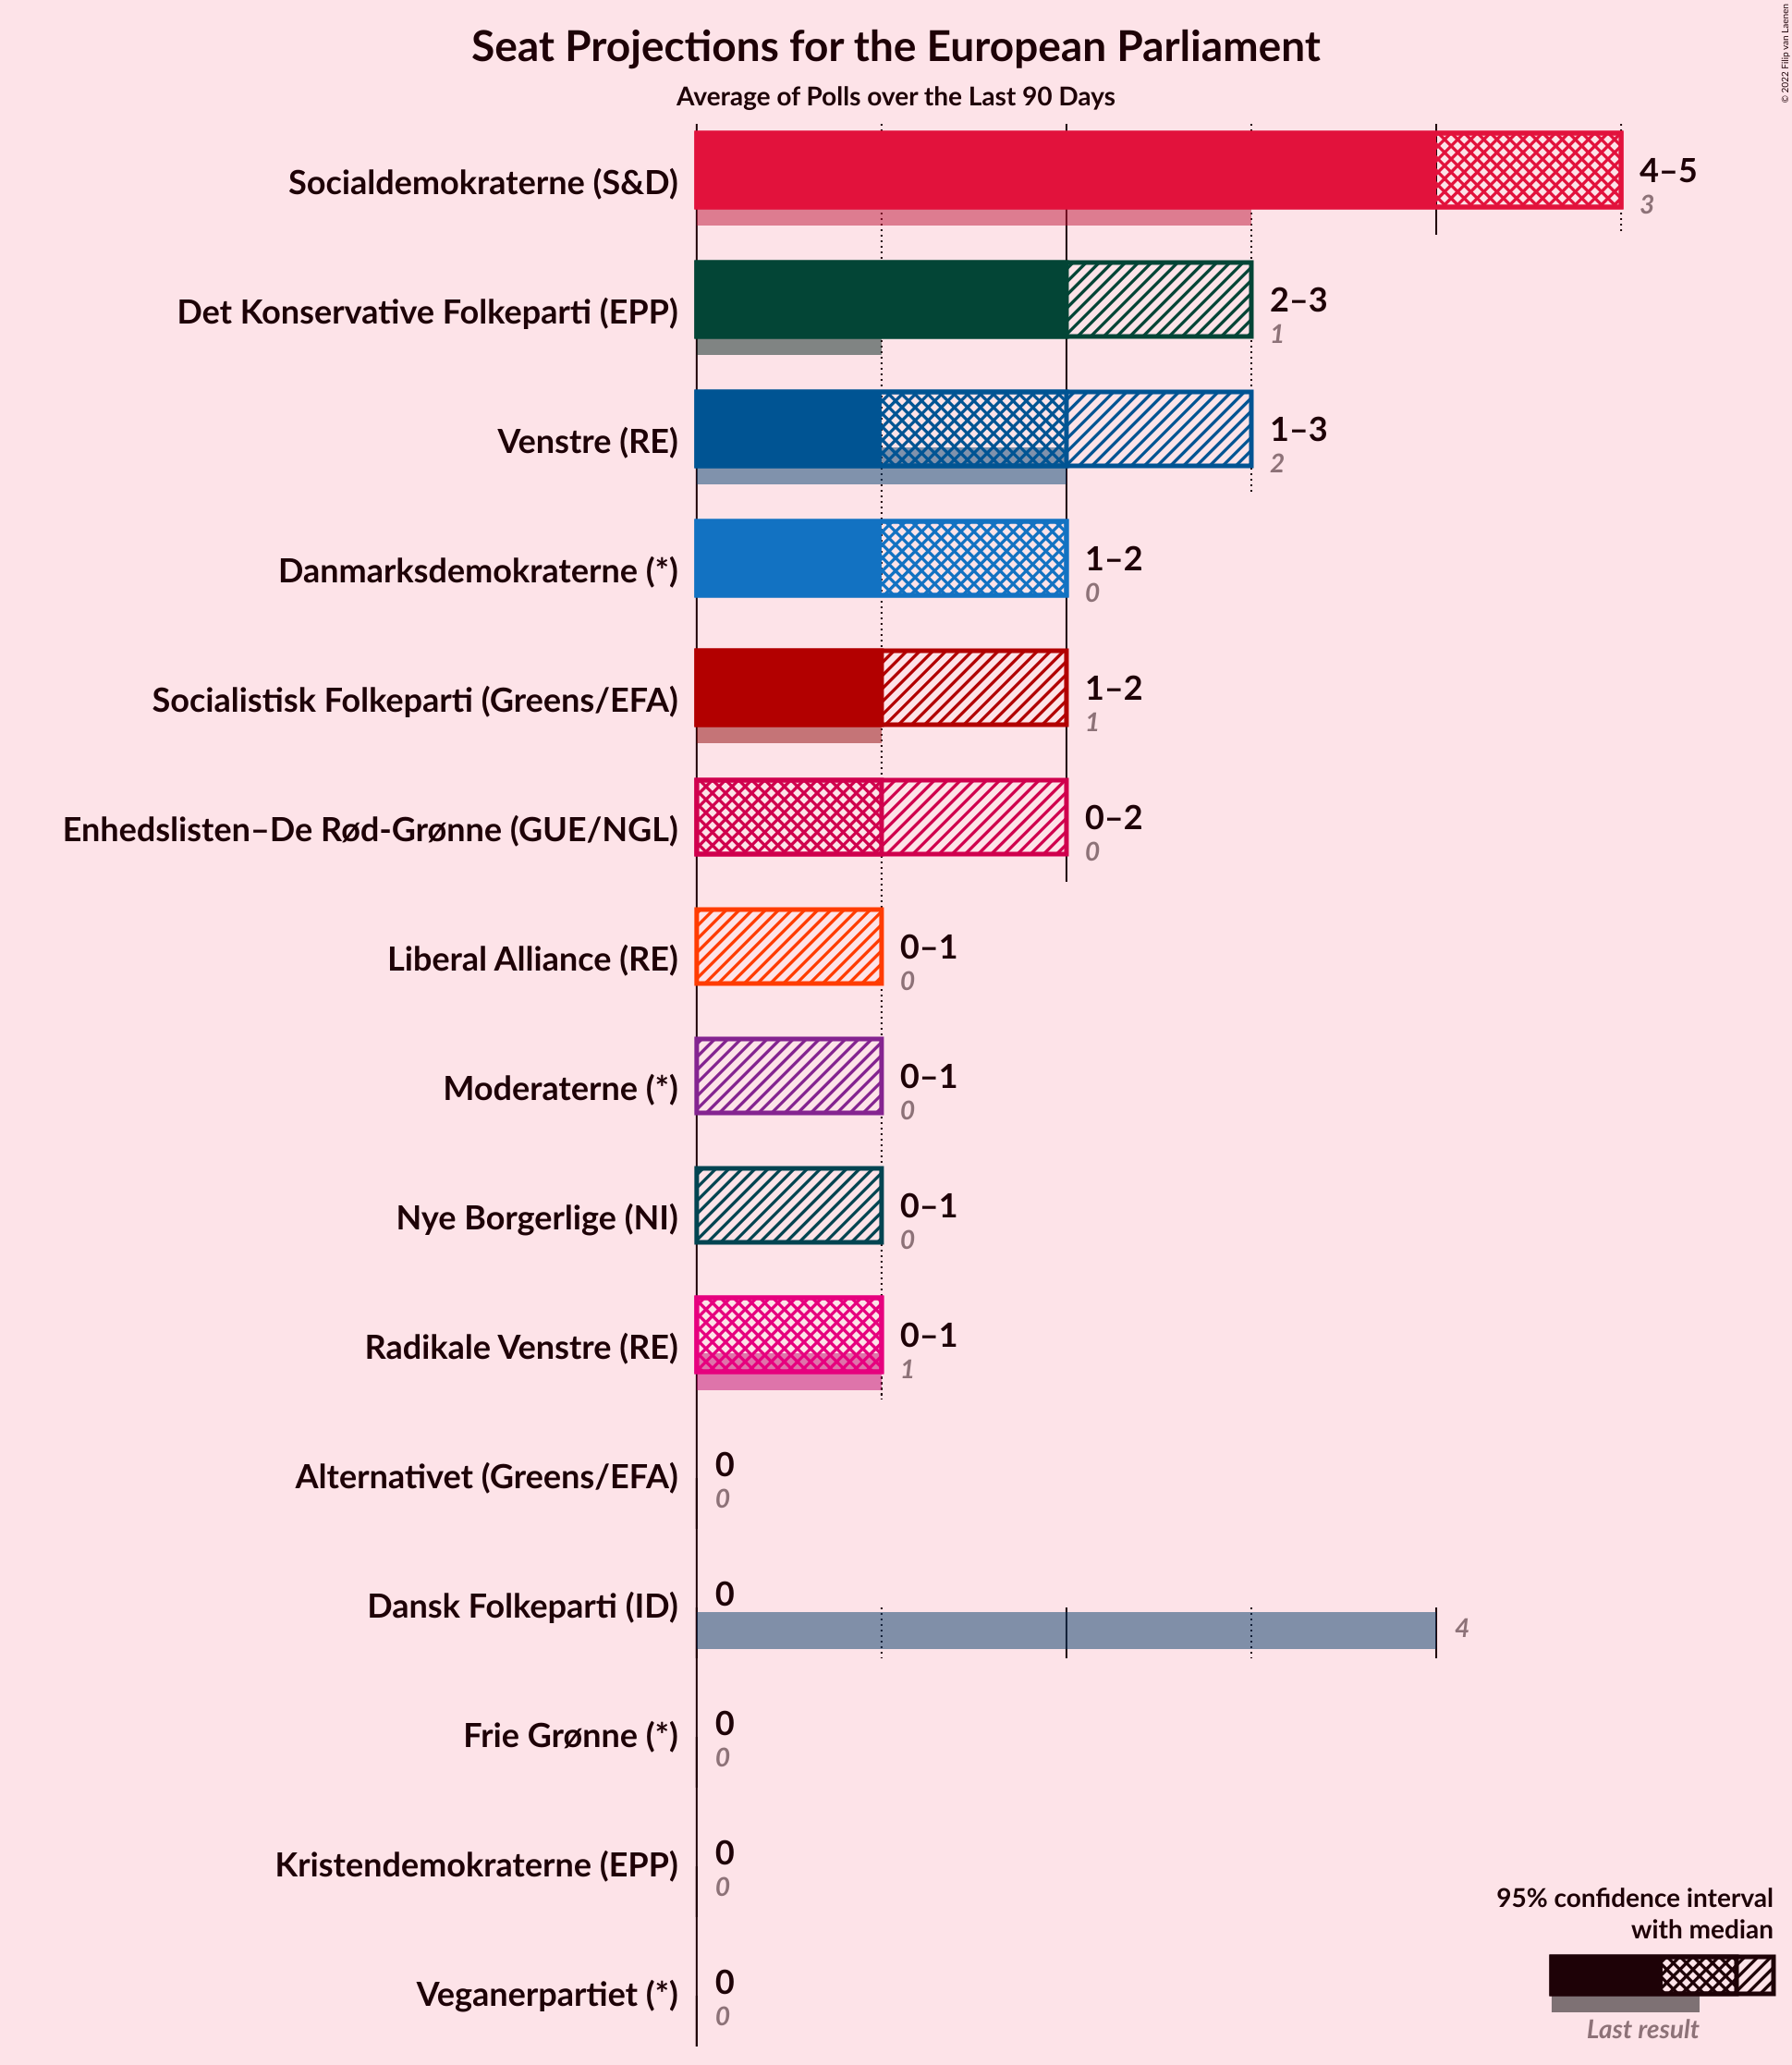 Seat Projections for the European Parliament
Average of Polls over the Last 90 Days
© 2022 Filip van Laenen
Socialdemokraterne (S&D)
4–5
3
Det Konservative Folkeparti (EPP)
2–3
1
Venstre (RE)
1–3
2
Danmarksdemokraterne (*)
1–2
0
Socialistisk Folkeparti (Greens/EFA)
1–2
1
Enhedslisten–De Rød-Grønne (GUE/NGL)
0–2
0
Liberal Alliance (RE)
0–1
0
Moderaterne (*)
0–1
0
Nye Borgerlige (NI)
0–1
0
Radikale Venstre (RE)
0–1
1
Alternativet (Greens/EFA)
0
0
Dansk Folkeparti (ID)
0
4
Frie Grønne (*)
0
0
Kristendemokraterne (EPP)
0
0
Veganerpartiet (*)
0
0
95% confidence interval
with median
Last result